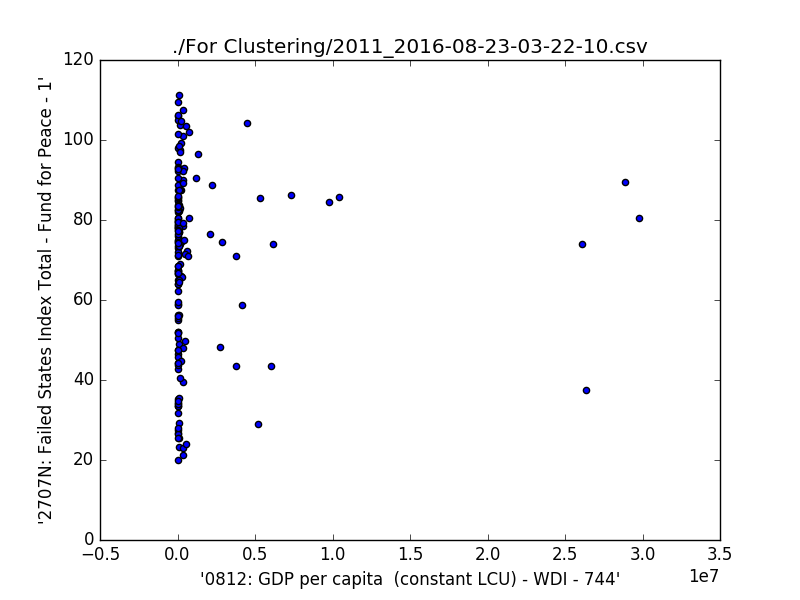 ./For Clustering/2011_2016-08-23-03-22-10.csv
120
100
80
60
40
20
0
'2707N: Failed States Index Total - Fund for Peace - 1'
−0.5 0.0 0.5 1.0 1.5 2.0 2.5 3.0 3.5
1e7
'0812: GDP per capita  (constant LCU) - WDI - 744'